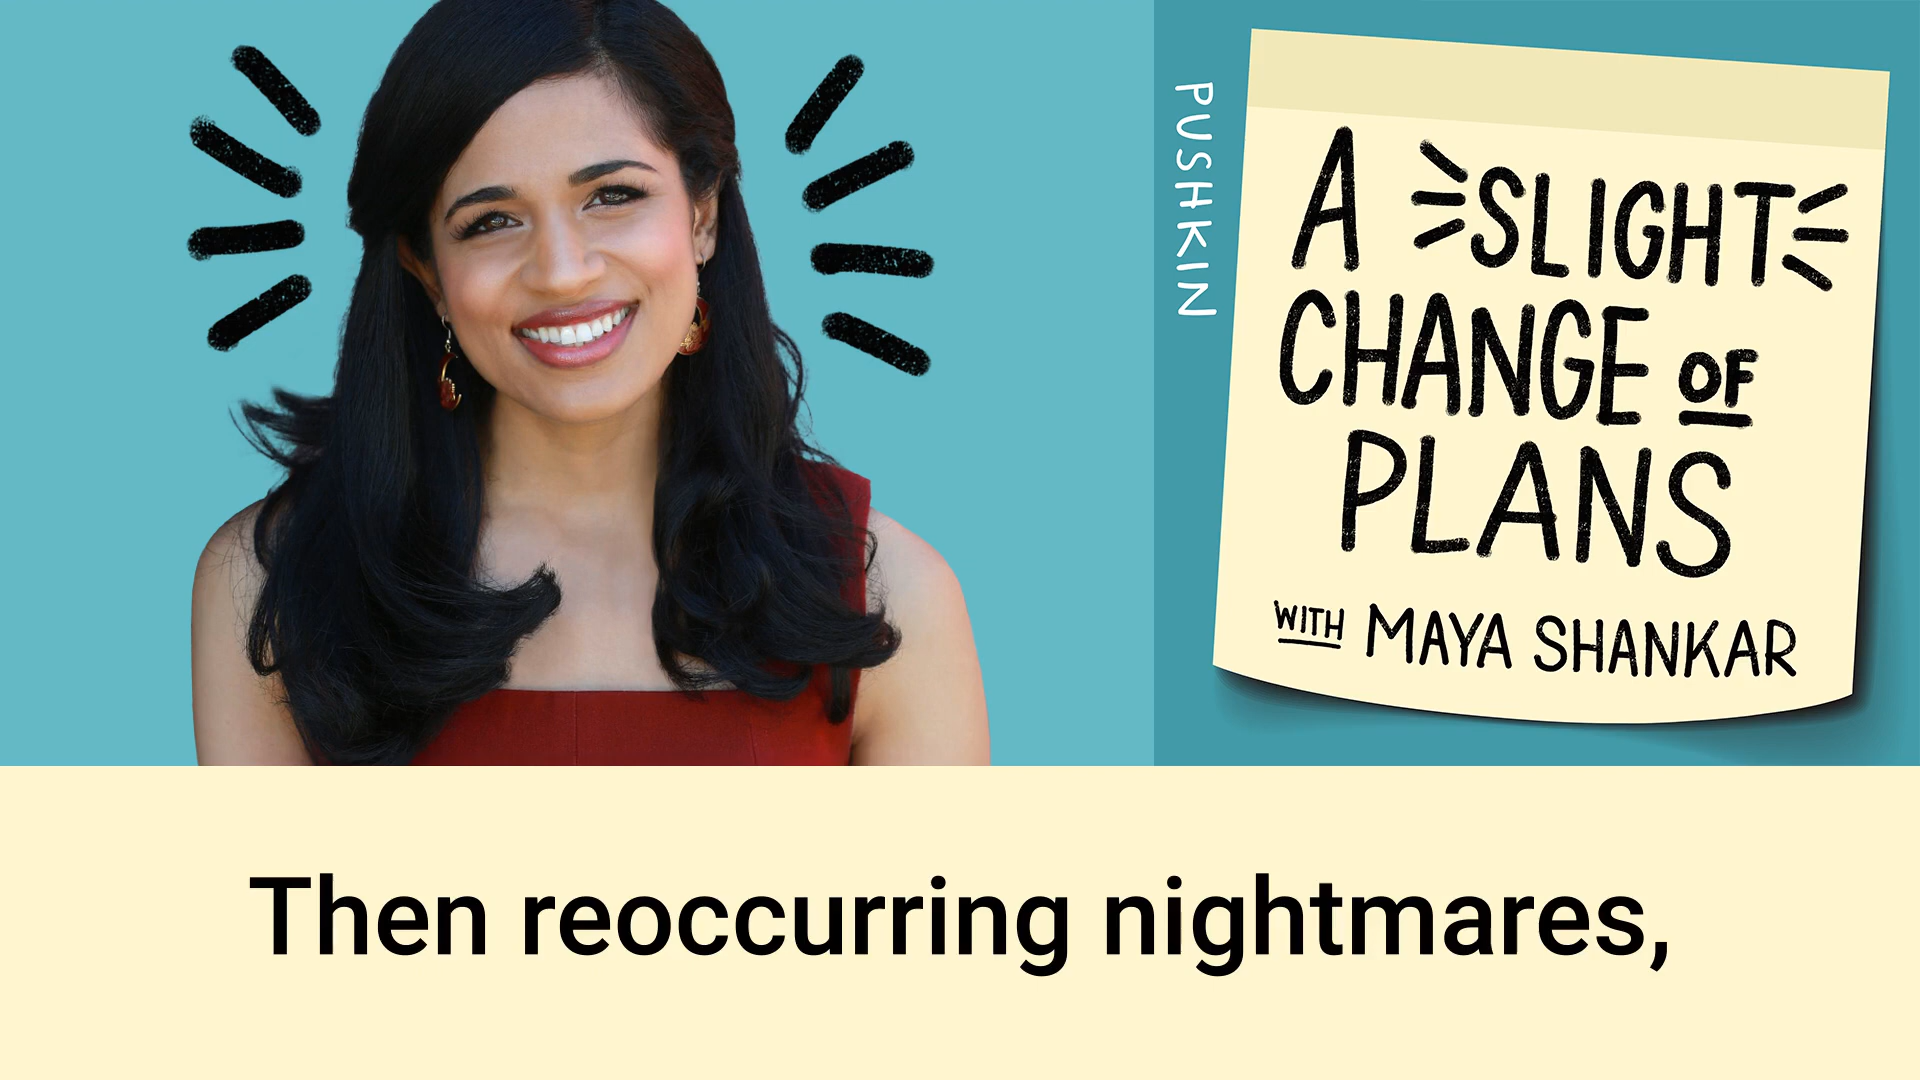 PUSHKIN
A SLIGHT
CHANGE OF
PLANS
WITH MAYA SHANKAR
Then reoccurring nightmares,